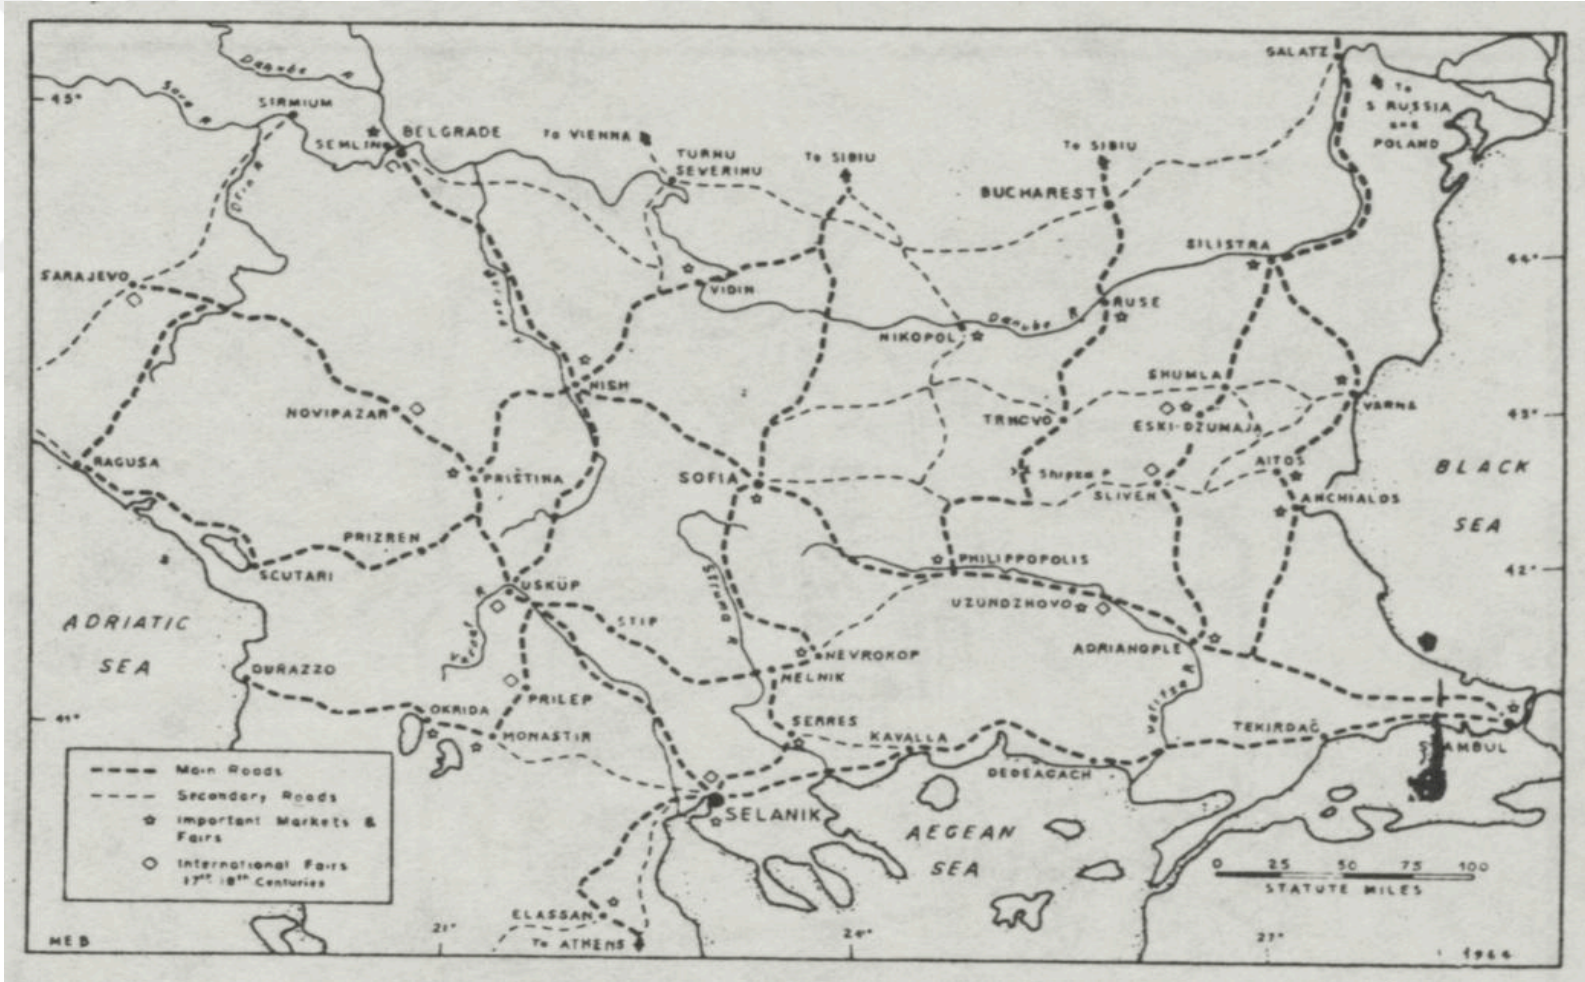 SALATZ
Danube R
To
S RUSSIA
and
POLAND
45°
Sava R
SIRMIUM
SEMLIN
BELGRADE
To VIENNA
TURNU
SEVERINU
To SIBIU
To SIBIU
BUCHAREST
Drin R
SILISTRA
44°
SARAJEVO
VIDIN
RUSE
Danube R
NIKOPOL
NISH
SHUMLA
NOVIPAZAR
TRNOVO
VARNA
43°
ESKI-DZUMAJA
RAGUSA
PRIŠTINA
SOFIA
Shipka P
SLIVEN
AITOS
BLACK
SEA
ANCHIALOS
PRIZREN
SCUTARI
PHILIPPOPOLIS
42°
USKÜP
Struma R
UZUNDZHOVO
ADRIATIC
SEA
Vardar R
STIP
ADRIANOPLE
NEVROKOP
MELNIK
DURAZZO
PRILEP
Maritza R
41°
OKRIDA
MONASTIR
SERRES
KAVALLA
TEKIRDAĞ
STAMBUL
DEDEAGACH
Main Roads
Secondary Roads
Important Markets &
Fairs
International Fairs
17th 18th Centuries
SELANIK
AEGEAN
SEA
0 25 50 75 100
STATUTE MILES
ELASSAN
To ATHENS
MEB
21°
24°
27°
1966